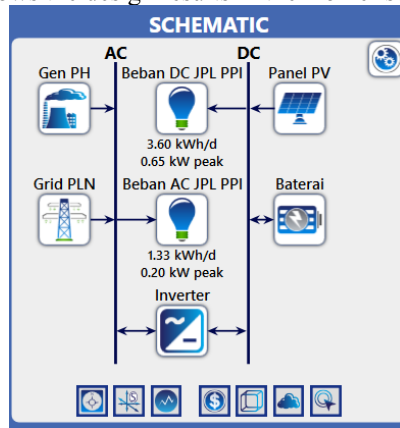 SCHEMATIC
AC DC
Gen PH Beban DC JPL PPI Panel PV
3.60 kWh/d
0.65 kW peak
Grid PLN Beban AC JPL PPI Baterai
1.33 kWh/d
0.20 kW peak
Inverter